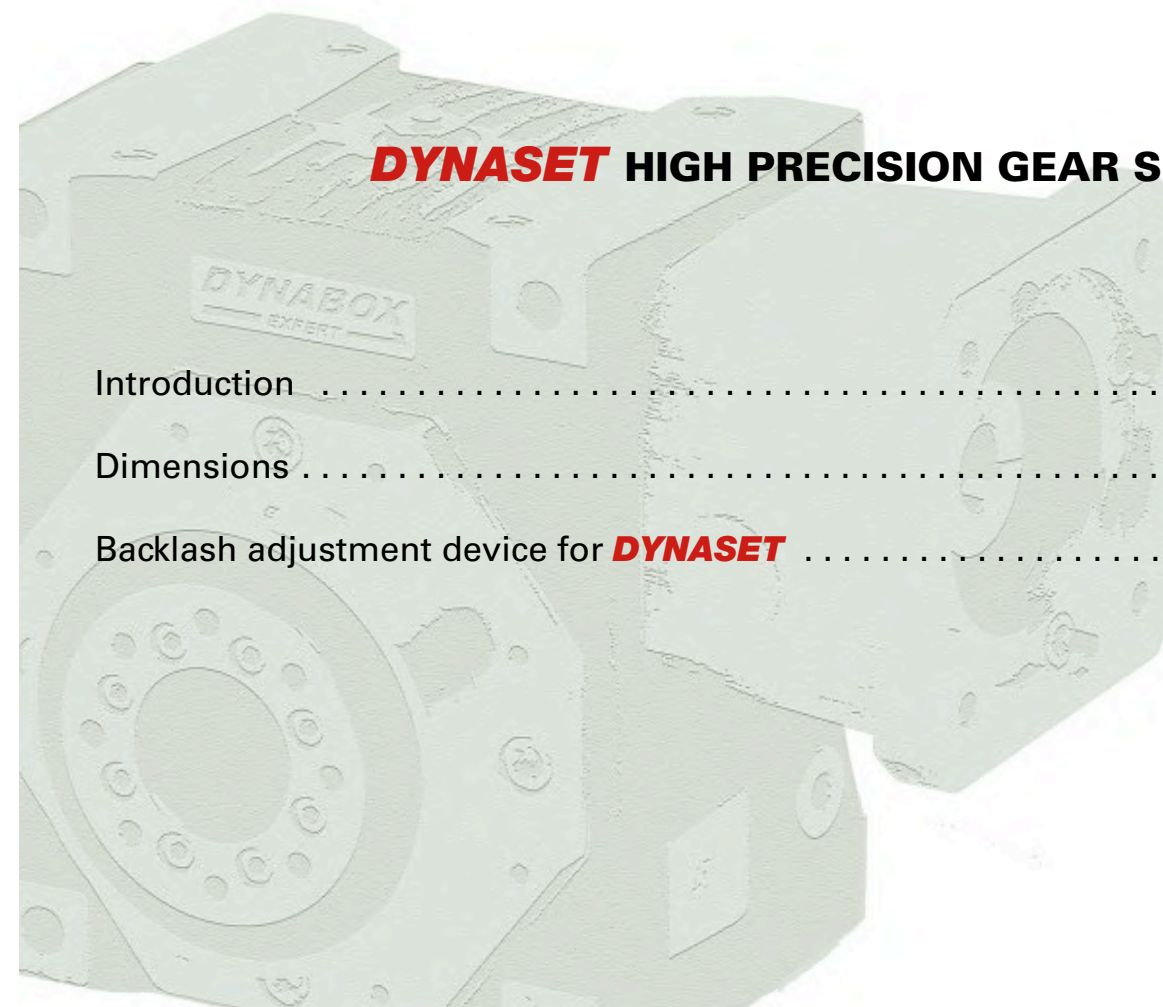 DYNASET HIGH PRECISION GEAR S
DYNABOX
EXPERT
Introduction . . . . . . . . . . . . . . . . . . . . . . . . . . . . . . . . . . . . . . . . . . . .
Dimensions . . . . . . . . . . . . . . . . . . . . . . . . . . . . . . . . . . . . . . . . . . . . .
Backlash adjustment device for DYNASET . . . . . . . . . . . . . . . . . . .